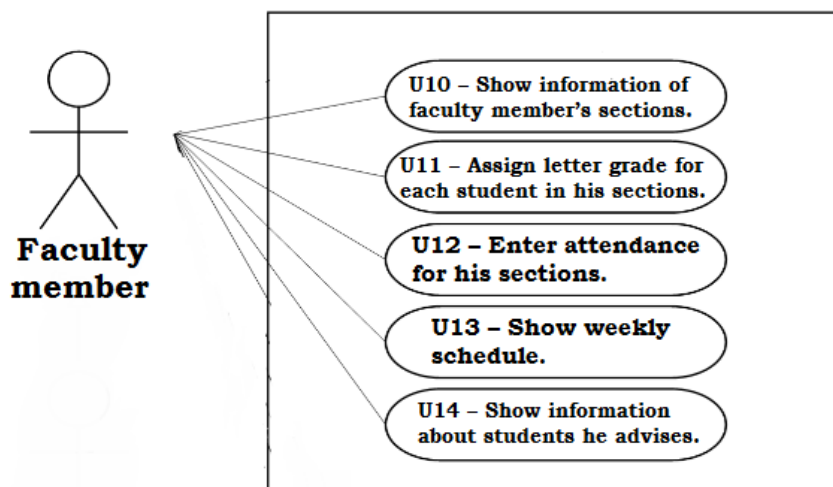 U10 – Show information of
faculty member’s sections.
U11 – Assign letter grade for
each student in his sections.
Faculty
member
U12 – Enter attendance
for his sections.
U13 – Show weekly
schedule.
U14 – Show information
about students he advises.